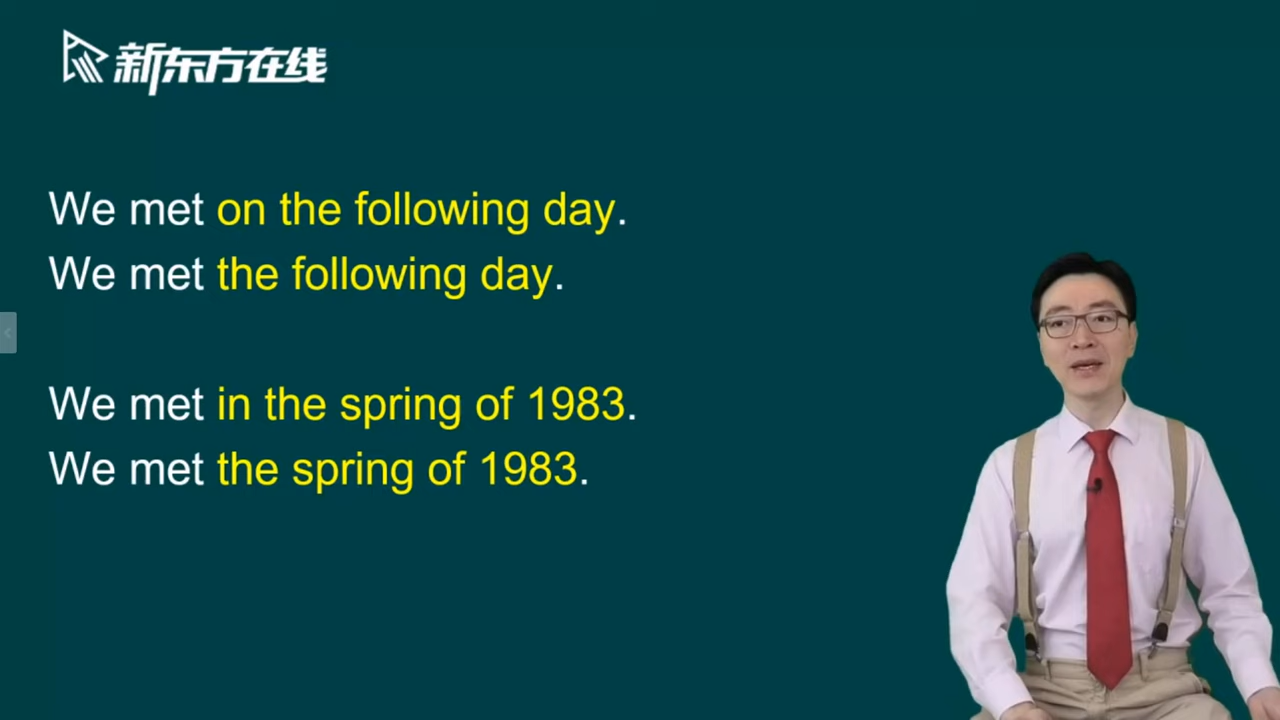 新东方在线
We met on the following day.
We met the following day.
We met in the spring of 1983.
We met the spring of 1983.